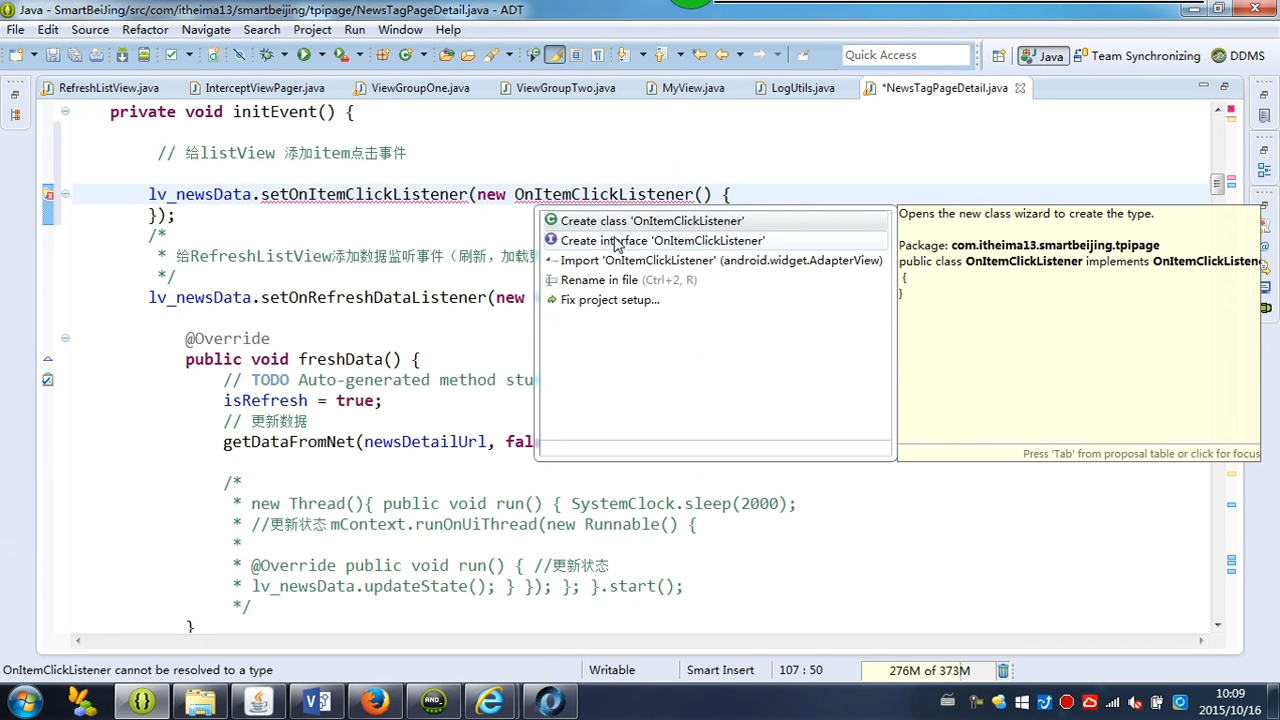 Java - SmartBeiJing/src/com/itheima13/smartbeijing/tpipage/NewsTagPageDetail.java - ADT
File Edit Source Refactor Navigate Search Project Run Window Help
Quick Access Java Team Synchronizing DDMS
RefreshListView.java InterceptViewPager.java ViewGroupOne.java ViewGroupTwo.java MyView.java LogUtils.java *NewsTagPageDetail.java
private void initEvent() {
// 给listView 添加item点击事件
lv_newsData.setOnItemClickListener(new OnItemClickListener() {
});
/*
* 给RefreshListView添加数据监听事件（刷新，加载
*/
lv_newsData.setOnRefreshDataListener(new
@Override
public void freshData() {
// TODO Auto-generated method stu
isRefresh = true;
// 更新数据
getDataFromNet(newsDetailUrl, fal
/*
* new Thread(){ public void run() { SystemClock.sleep(2000);
* //更新状态 mContext.runOnUiThread(new Runnable() {
*
* @Override public void run() { //更新状态
* lv_newsData.updateState(); } }); }; }.start();
*/
}
Create class 'OnItemClickListener'
Create interface 'OnItemClickListener'
Import 'OnItemClickListener' (android.widget.AdapterView)
Rename in file (Ctrl+2, R)
Fix project setup...
Opens the new class wizard to create the type.
Package: com.itheima13.smartbeijing.tpipage
public class OnItemClickListener implements OnItemClickListene
{
}
Press 'Tab' from proposal table or click for focus
OnItemClickListener cannot be resolved to a type Writable Smart Insert 107 : 50 276M of 373M
10:09
2015/10/16